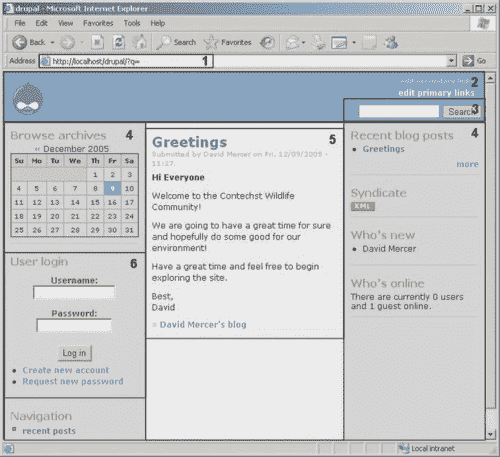 drupal - Microsoft Internet Explorer
File Edit View Favorites Tools Help
Back Search Favorites
Address http://localhost/drupal/?q= 1 Go
2
edit primary links
Search 3
Browse archives 4
« December 2005
Su Mo Tu We Th Fr Sa
1 2 3
4 5 6 7 8 9 10
11 12 13 14 15 16 17
18 19 20 21 22 23 24
25 26 27 28 29 30 31
User login 6
Username:
Password:
Log in
Create new account
Request new password
Navigation
recent posts
Greetings 5
Submitted by David Mercer on Fri, 12/09/2005 -
11:27.
Hi Everyone
Welcome to the Contechst Wildlife
Community!
We are going to have a great time for sure
and hopefully do some good for our
environment!
Have a great time and feel free to begin
exploring the site.
Best,
David
» David Mercer's blog
Recent blog posts 4
Greetings
more
Syndicate
XML
Who's new
David Mercer
Who's online
There are currently 0 users
and 1 guest online.
Local intranet